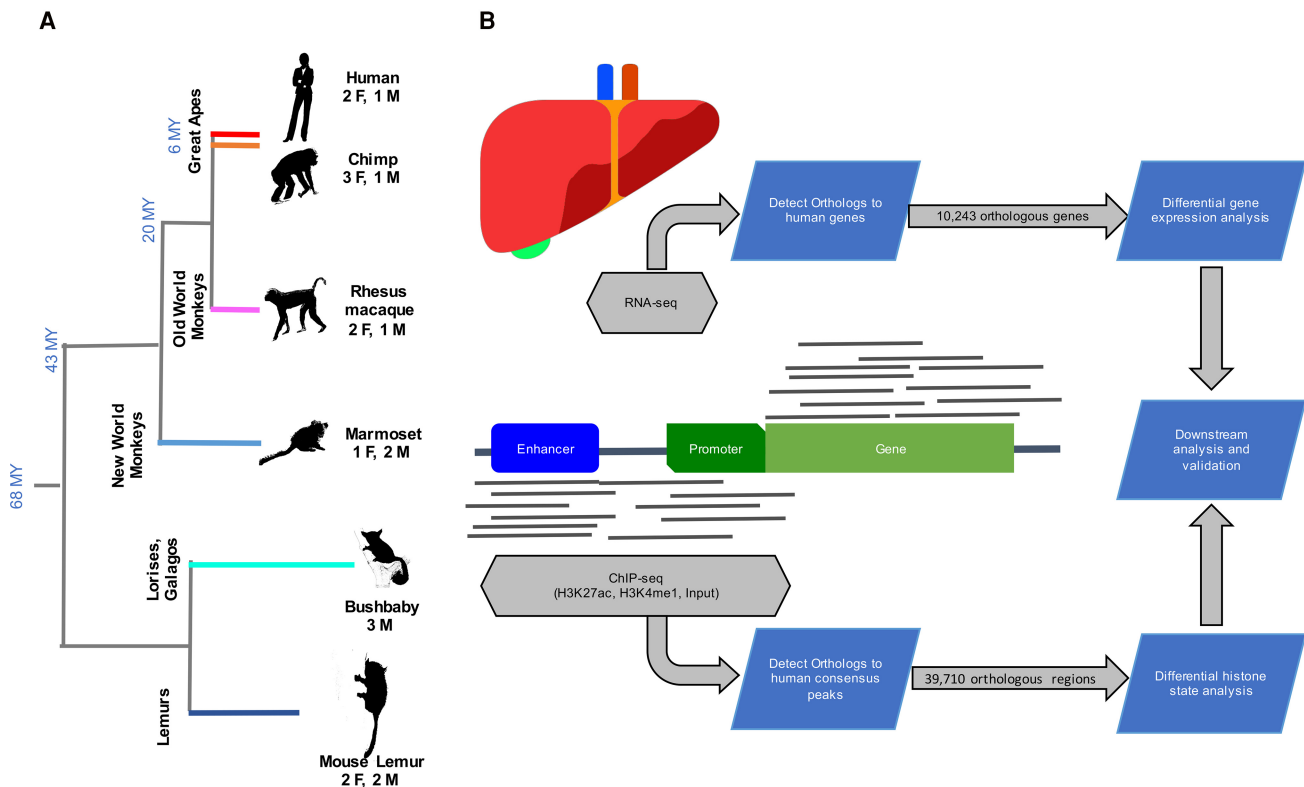 A
Human
2 F, 1 M
6 MY
Great Apes
Chimp
3 F, 1 M
20 MY
Old World
Monkeys
Rhesus
macaque
2 F, 1 M
43 MY
New World
Monkeys
Marmoset
1 F, 2 M
68 MY
Lorises,
Galagos
Bushbaby
3 M
Lemurs
Mouse Lemur
2 F, 2 M
B
RNA-seq
Detect Orthologs to
human genes
10,243 orthologous genes
Differential gene
expression analysis
Enhancer
Promoter
Gene
Downstream
analysis and
validation
ChIP-seq
(H3K27ac, H3K4me1, Input)
Detect Orthologs to
human consensus
peaks
39,710 orthologous regions
Differential histone
state analysis